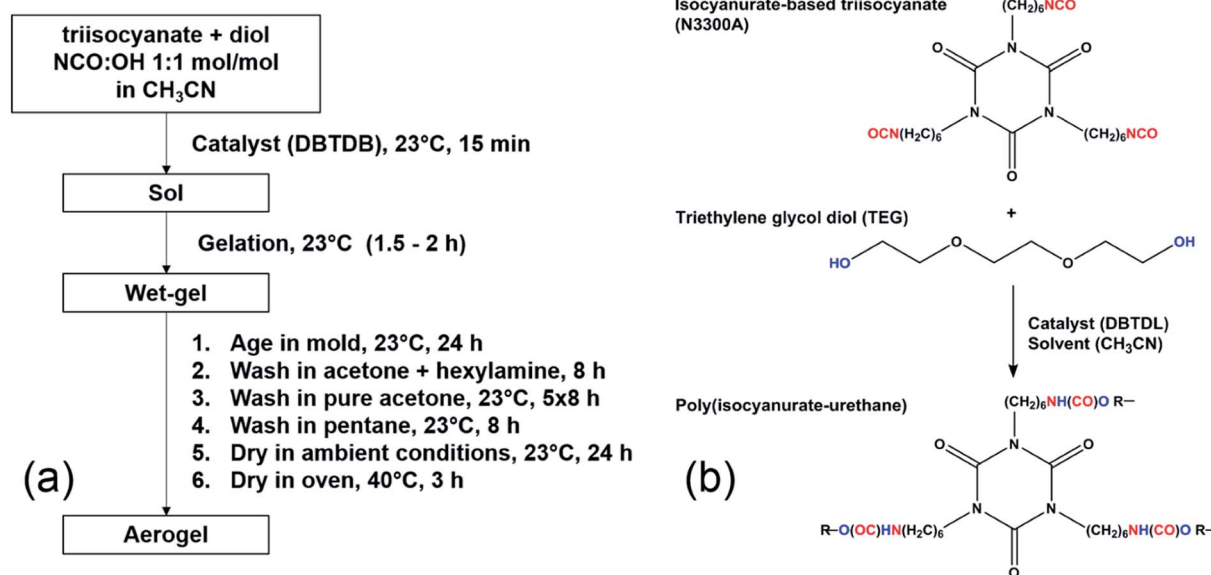 triisocyanate + diol
NCO:OH 1:1 mol/mol
in CH₃CN
Catalyst (DBTDB), 23°C, 15 min
Sol
Gelation, 23°C (1.5 - 2 h)
Wet-gel
1. Age in mold, 23°C, 24 h
2. Wash in acetone + hexylamine, 8 h
3. Wash in pure acetone, 23°C, 5x8 h
4. Wash in pentane, 23°C, 8 h
5. Dry in ambient conditions, 23°C, 24 h
6. Dry in oven, 40°C, 3 h
(a)
Aerogel
Isocyanurate-based triisocyanate
(N3300A)
(CH₂)₆NCO
O
N
O
N
N
OCN(H₂C)₆
(CH₂)₆NCO
O
+
Triethylene glycol diol (TEG)
HO
O
O
OH
Catalyst (DBTDL)
Solvent (CH₃CN)
Poly(isocyanurate-urethane)
(CH₂)₆NH(CO)O R–
O
N
O
(b)
N
N
R–O(OC)HN(H₂C)₆
(CH₂)₆NH(CO)O R–
O